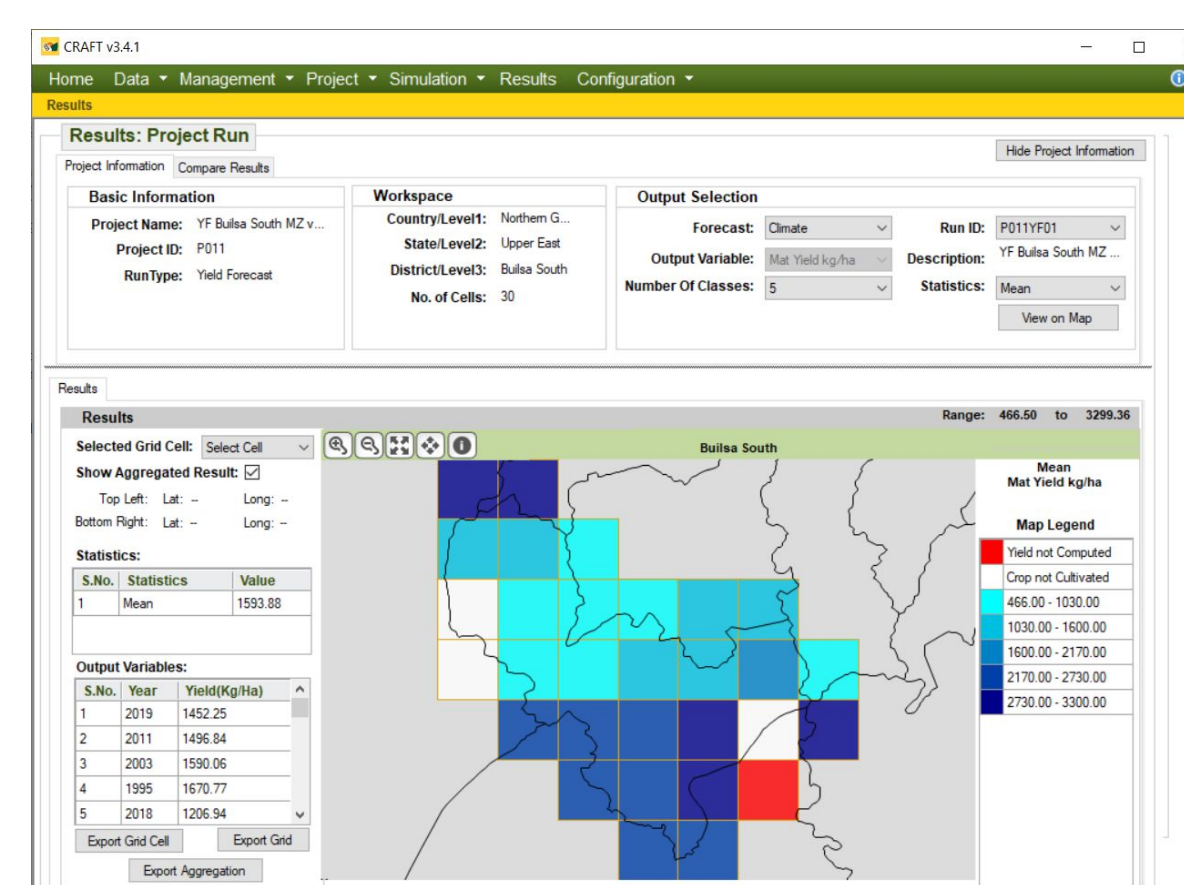 CRAFT v3.4.1
Home Data Management Project Simulation Results Configuration
Results
Results: Project Run
Hide Project Information
Project Information Compare Results
Basic Information
Project Name: YF Builsa South MZ v...
Project ID: P011
RunType: Yield Forecast
Workspace
Country/Level1: Northern G...
State/Level2: Upper East
District/Level3: Builsa South
No. of Cells: 30
Output Selection
Forecast: Climate Run ID: P011YF01
Output Variable: Mat Yield kg/ha Description: YF Builsa South MZ ...
Number Of Classes: 5 Statistics: Mean
View on Map
Results
Results Range: 466.50 to 3299.36
Selected Grid Cell: Select Cell
Show Aggregated Result:
Top Left: Lat: -- Long: --
Bottom Right: Lat: -- Long: --
Statistics:
S.No. Statistics Value
1 Mean 1593.88
Output Variables:
S.No. Year Yield(Kg/Ha)
1 2019 1452.25
2 2011 1496.84
3 2003 1590.06
4 1995 1670.77
5 2018 1206.94
Export Grid Cell Export Grid
Export Aggregation
Builsa South
Mean
Mat Yield kg/ha
Map Legend
Yield not Computed
Crop not Cultivated
466.00 - 1030.00
1030.00 - 1600.00
1600.00 - 2170.00
2170.00 - 2730.00
2730.00 - 3300.00